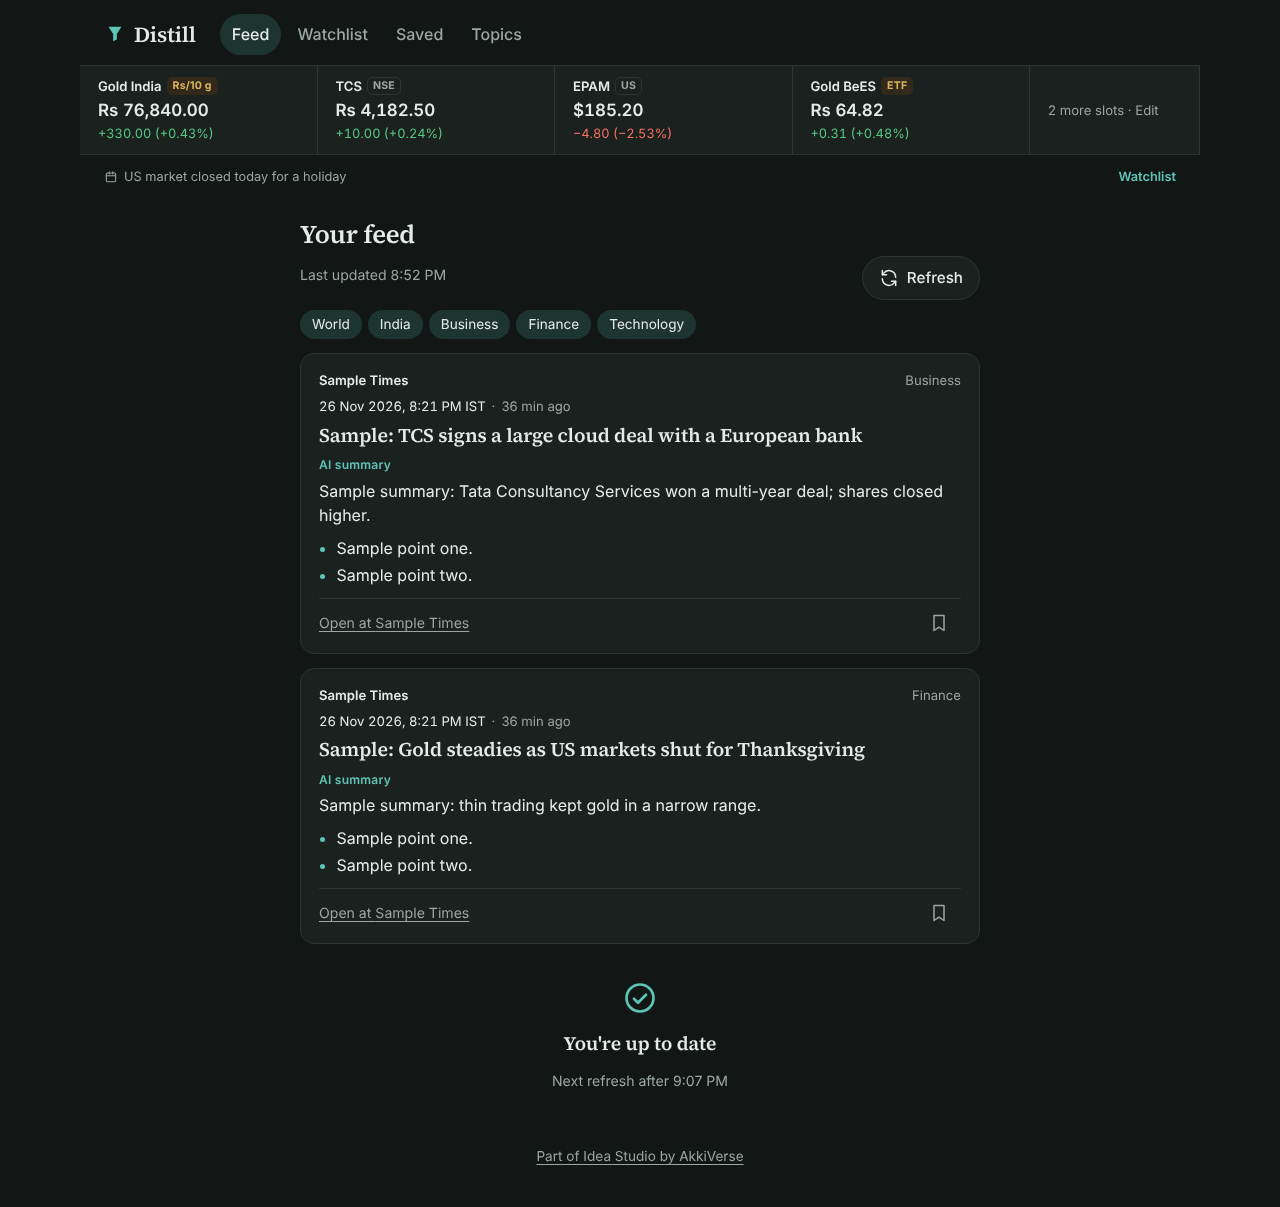 Distill Feed Watchlist Saved Topics
Gold India Rs/10 g
Rs 76,840.00
+330.00 (+0.43%)
TCS NSE
Rs 4,182.50
+10.00 (+0.24%)
EPAM US
$185.20
−4.80 (−2.53%)
Gold BeES ETF
Rs 64.82
+0.31 (+0.48%)
2 more slots · Edit
US market closed today for a holiday
Watchlist
Your feed
Last updated 8:52 PM
Refresh
World India Business Finance Technology
Sample Times
Business
26 Nov 2026, 8:21 PM IST · 36 min ago
Sample: TCS signs a large cloud deal with a European bank
AI summary
Sample summary: Tata Consultancy Services won a multi-year deal; shares closed
higher.
• Sample point one.
• Sample point two.
Open at Sample Times
Sample Times
Finance
26 Nov 2026, 8:21 PM IST · 36 min ago
Sample: Gold steadies as US markets shut for Thanksgiving
AI summary
Sample summary: thin trading kept gold in a narrow range.
• Sample point one.
• Sample point two.
Open at Sample Times
You're up to date
Next refresh after 9:07 PM
Part of Idea Studio by AkkiVerse